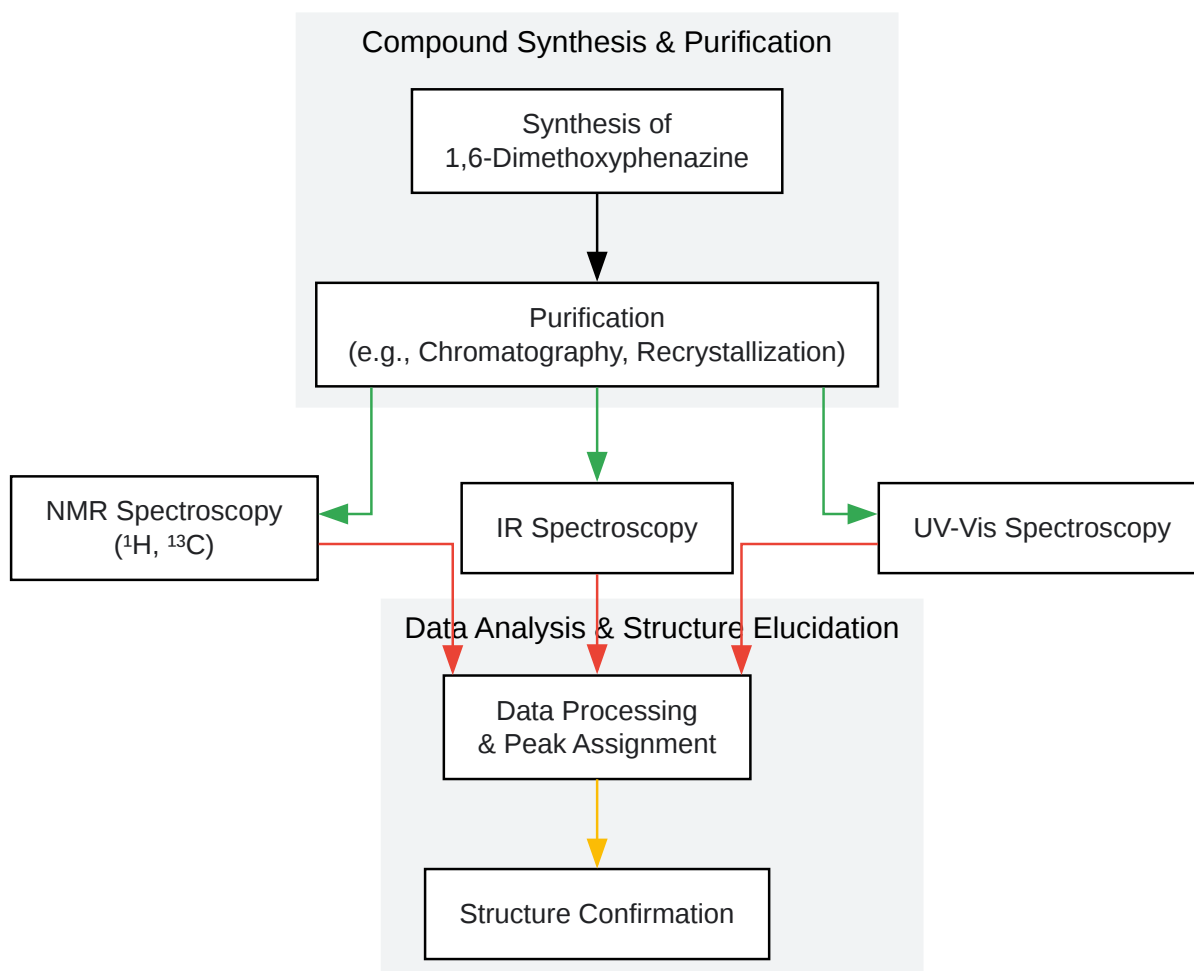 Compound Synthesis & Purification
Synthesis of
1,6-Dimethoxyphenazine
Purification
(e.g., Chromatography, Recrystallization)
NMR Spectroscopy
(¹H, ¹³C)
IR Spectroscopy
UV-Vis Spectroscopy
Data Analysis & Structure Elucidation
Data Processing
& Peak Assignment
Structure Confirmation